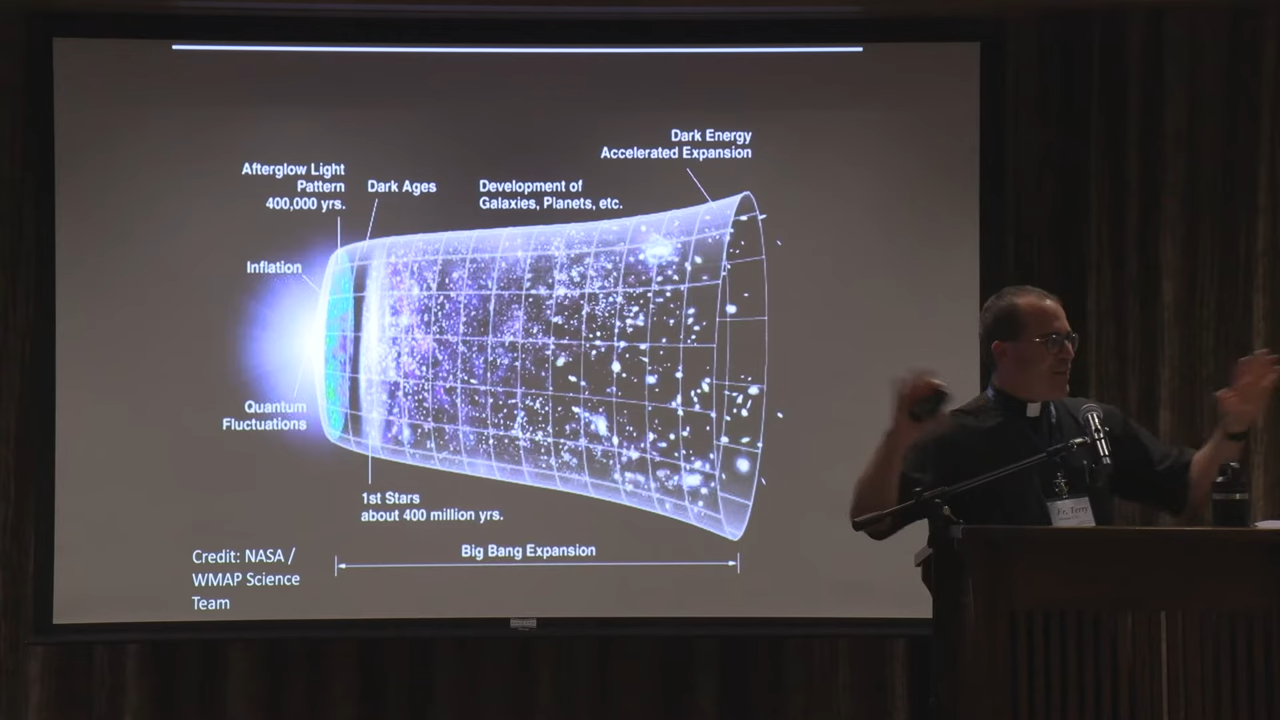 Dark Energy
Accelerated Expansion
Afterglow Light
Pattern
400,000 yrs.
Dark Ages
Development of
Galaxies, Planets, etc.
Inflation
Quantum
Fluctuations
1st Stars
about 400 million yrs.
Big Bang Expansion
Credit: NASA /
WMAP Science
Team
Fr. Terry